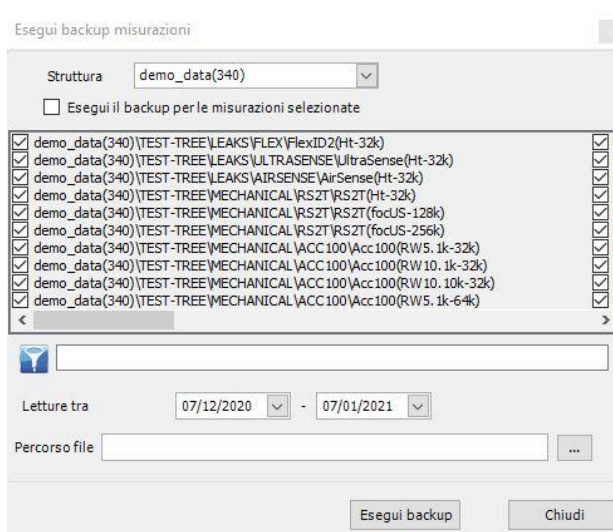 Esegui backup misurazioni
Struttura demo_data(340)
Esegui il backup per le misurazioni selezionate
demo_data(340)\TEST-TREE\LEAKS\FLEX\FlexID2(Ht-32k)
demo_data(340)\TEST-TREE\LEAKS\ULTRASENSE\UltraSense(Ht-32k)
demo_data(340)\TEST-TREE\LEAKS\AIRSENSE\AirSense(Ht-32k)
demo_data(340)\TEST-TREE\MECHANICAL\RS2T\RS2T(Ht-32k)
demo_data(340)\TEST-TREE\MECHANICAL\RS2T\RS2T(focUS-128k)
demo_data(340)\TEST-TREE\MECHANICAL\RS2T\RS2T(focUS-256k)
demo_data(340)\TEST-TREE\MECHANICAL\ACC100\Acc100(RW5.1k-32k)
demo_data(340)\TEST-TREE\MECHANICAL\ACC100\Acc100(RW10.1k-32k)
demo_data(340)\TEST-TREE\MECHANICAL\ACC100\Acc100(RW10.10k-32k)
demo_data(340)\TEST-TREE\MECHANICAL\ACC100\Acc100(RW5.1k-64k)
Letture tra 07/12/2020 - 07/01/2021
Percorso file ...
Esegui backup Chiudi